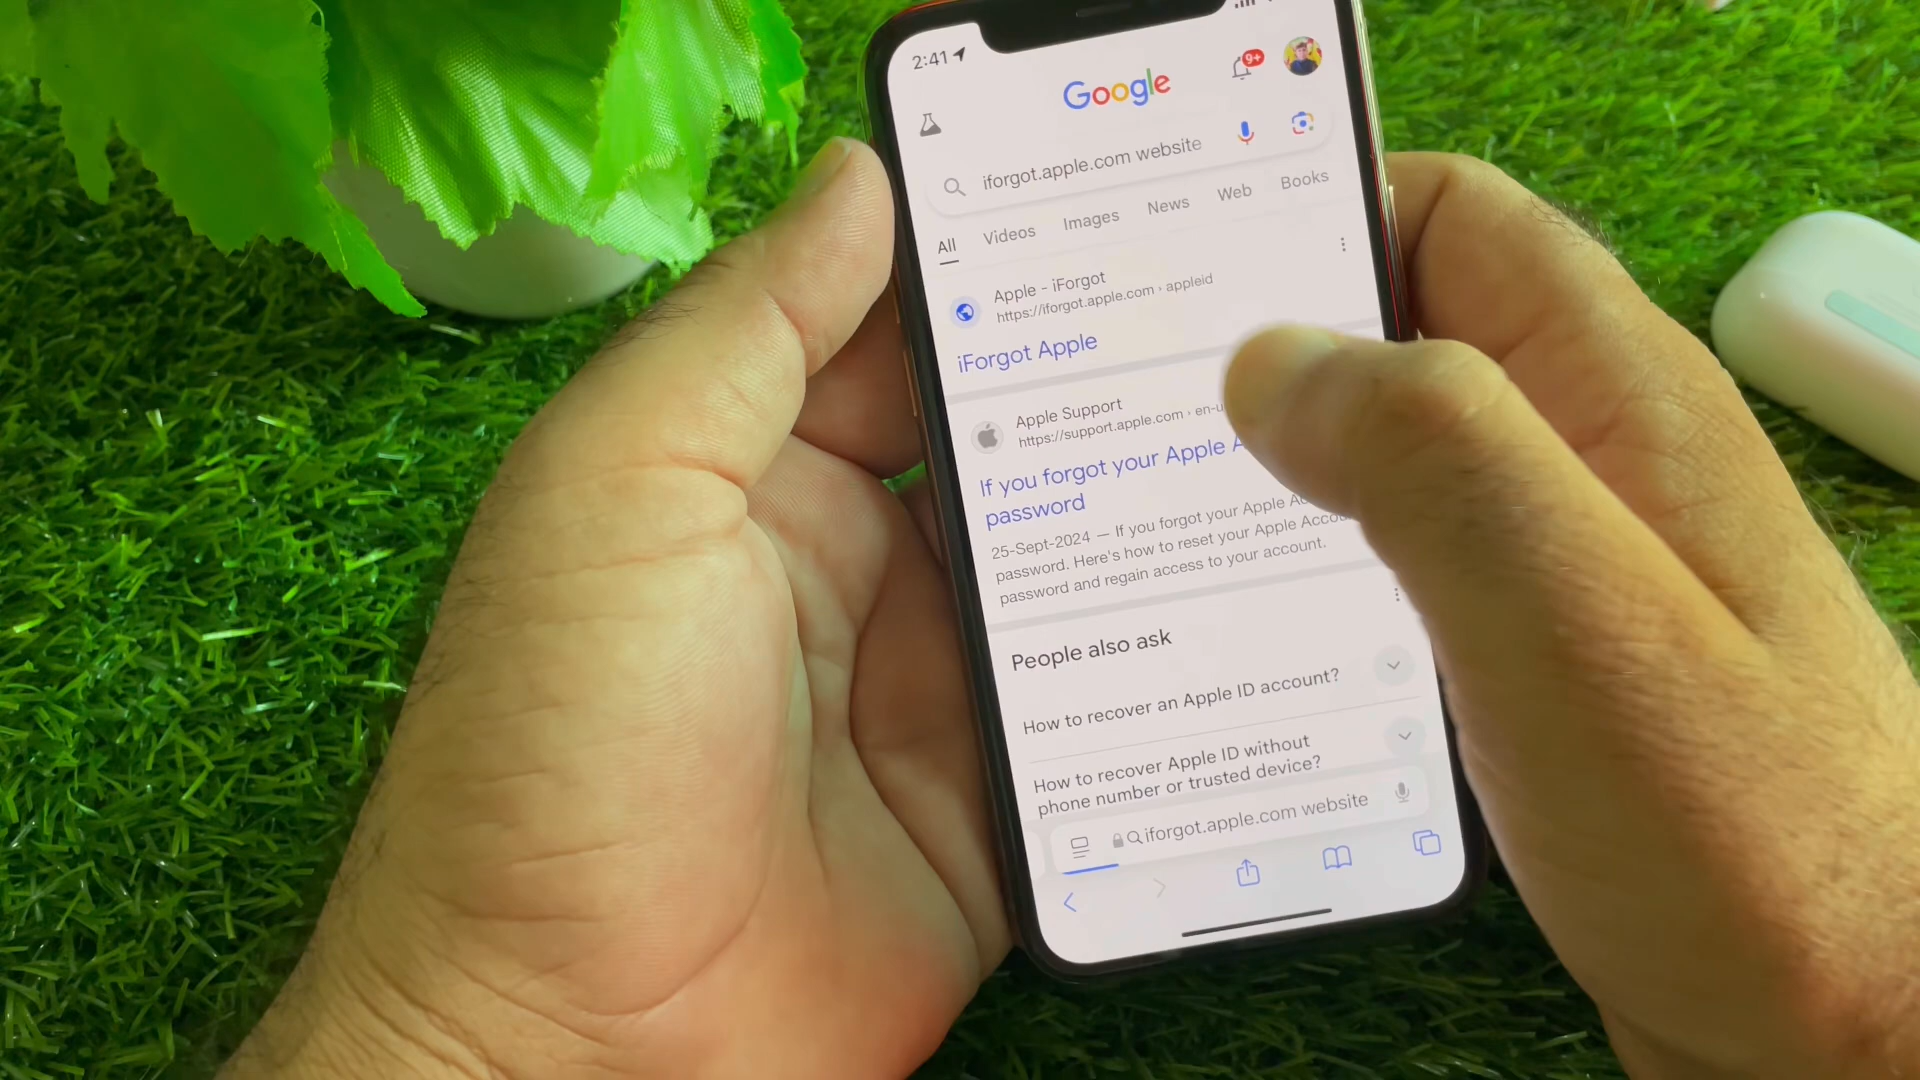 2:41
Google
9+
iforgot.apple.com website
All Videos Images News Web Books
Apple - iForgot
https://iforgot.apple.com › appleid
iForgot Apple
Apple Support
https://support.apple.com › en-u
If you forgot your Apple A
password
25-Sept-2024 — If you forgot your Apple Ac
password. Here's how to reset your Apple Accou
password and regain access to your account.
People also ask
How to recover an Apple ID account?
How to recover Apple ID without
phone number or trusted device?
iforgot.apple.com website